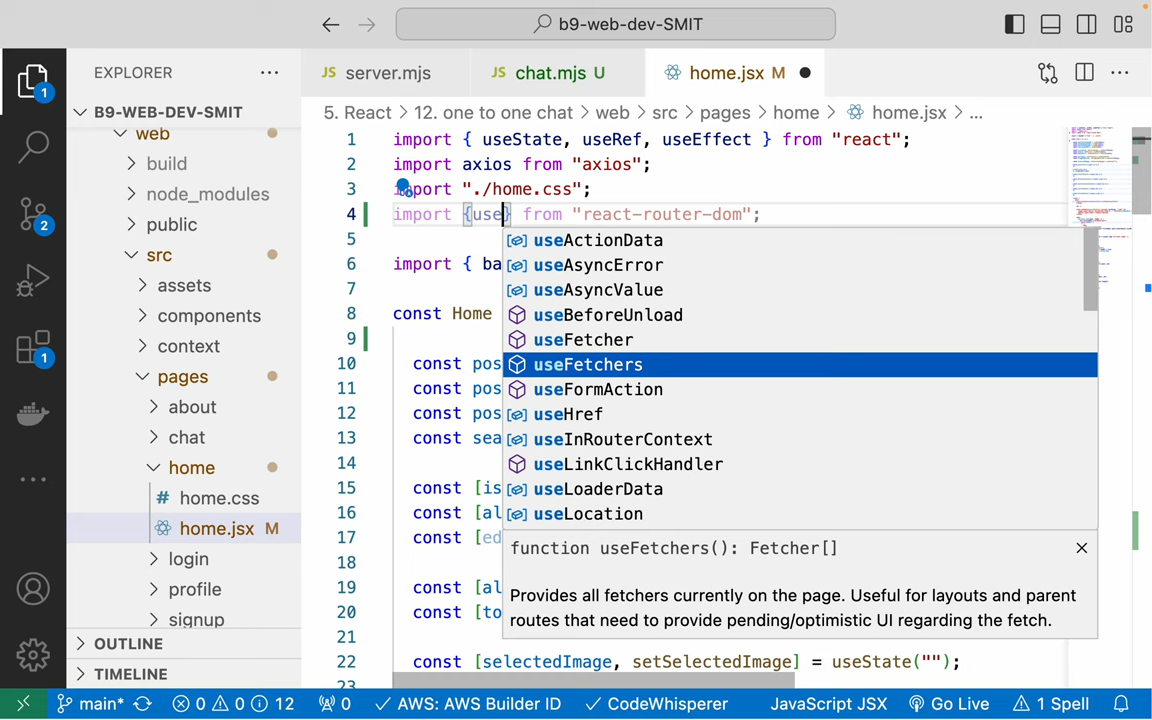 b9-web-dev-SMIT
EXPLORER
JS server.mjs
JS chat.mjs U
home.jsx M
B9-WEB-DEV-SMIT
5. React > 12. one to one chat > web > src > pages > home > home.jsx > ...
web
build
node_modules
public
src
assets
components
context
pages
about
chat
home
# home.css
home.jsx M
login
profile
signup
OUTLINE
TIMELINE
1 import { useState, useRef, useEffect } from "react";
2 import axios from "axios";
3 import "./home.css";
4 import {use} from "react-router-dom";
5
6 import { ba
7
8 const Home
9
10 const pos
11 const pos
12 const pos
13 const sea
14
15 const [is
16 const [al
17 const [ed
18
19 const [al
20 const [to
21
22 const [selectedImage, setSelectedImage] = useState("");
23
useActionData
useAsyncError
useAsyncValue
useBeforeUnload
useFetcher
useFetchers
useFormAction
useHref
useInRouterContext
useLinkClickHandler
useLoaderData
useLocation
function useFetchers(): Fetcher[]
Provides all fetchers currently on the page. Useful for layouts and parent
routes that need to provide pending/optimistic UI regarding the fetch.
1
2
1
main* 0 0 12 0 AWS: AWS Builder ID CodeWhisperer JavaScript JSX Go Live 1 Spell